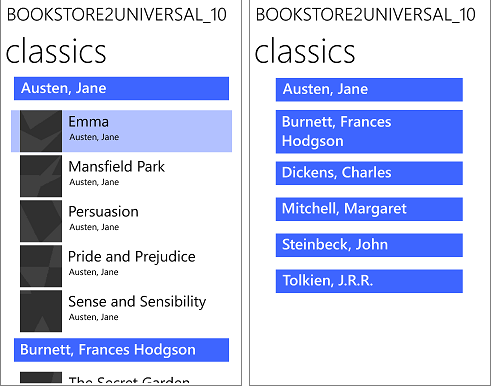 BOOKSTORE2UNIVERSAL_10
classics
Austen, Jane
Emma
Austen, Jane
Mansfield Park
Austen, Jane
Persuasion
Austen, Jane
Pride and Prejudice
Austen, Jane
Sense and Sensibility
Austen, Jane
Burnett, Frances Hodgson
The Secret Garden
BOOKSTORE2UNIVERSAL_10
classics
Austen, Jane
Burnett, Frances
Hodgson
Dickens, Charles
Mitchell, Margaret
Steinbeck, John
Tolkien, J.R.R.